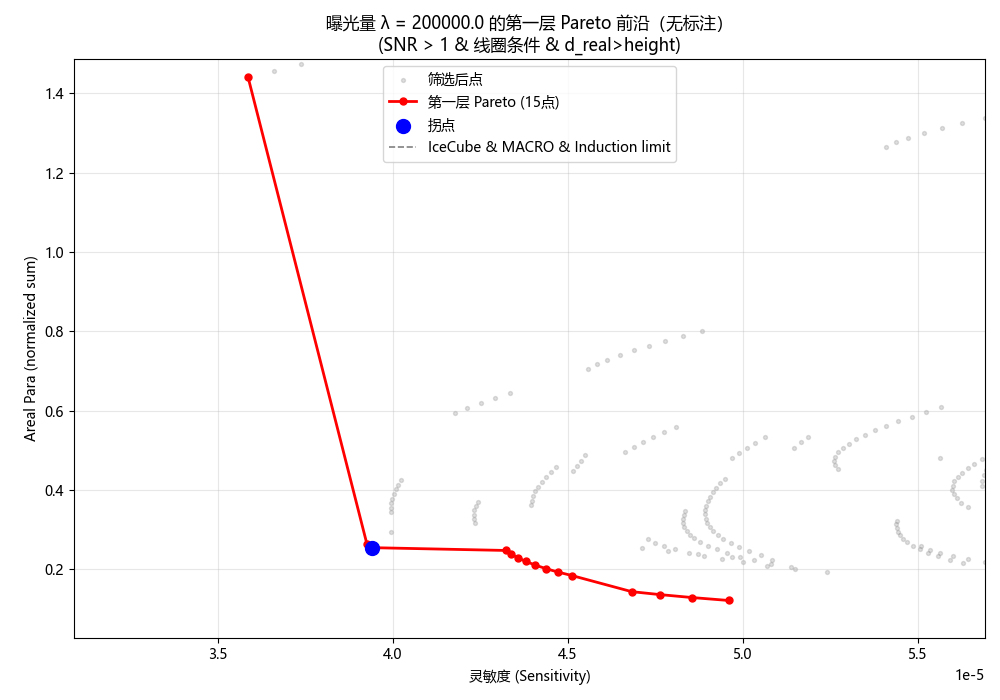 曝光量 λ = 200000.0 的第一层 Pareto 前沿（无标注）
(SNR > 1 & 线圈条件 & d_real>height)
筛选后点
第一层 Pareto (15点)
拐点
IceCube & MACRO & Induction limit
Areal Para (normalized sum)
1.4
1.2
1.0
0.8
0.6
0.4
0.2
3.5
4.0
4.5
5.0
5.5
1e-5
灵敏度 (Sensitivity)